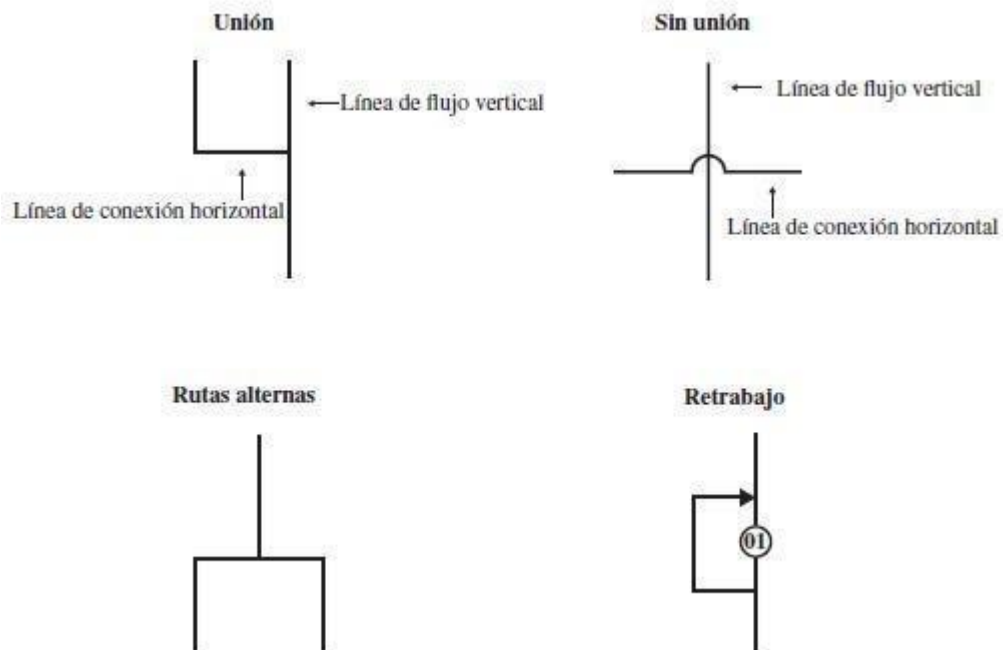 Unión
Sin unión
Línea de flujo vertical
Línea de flujo vertical
Línea de conexión horizontal
Línea de conexión horizontal
Rutas alternas
Retrabajo
01